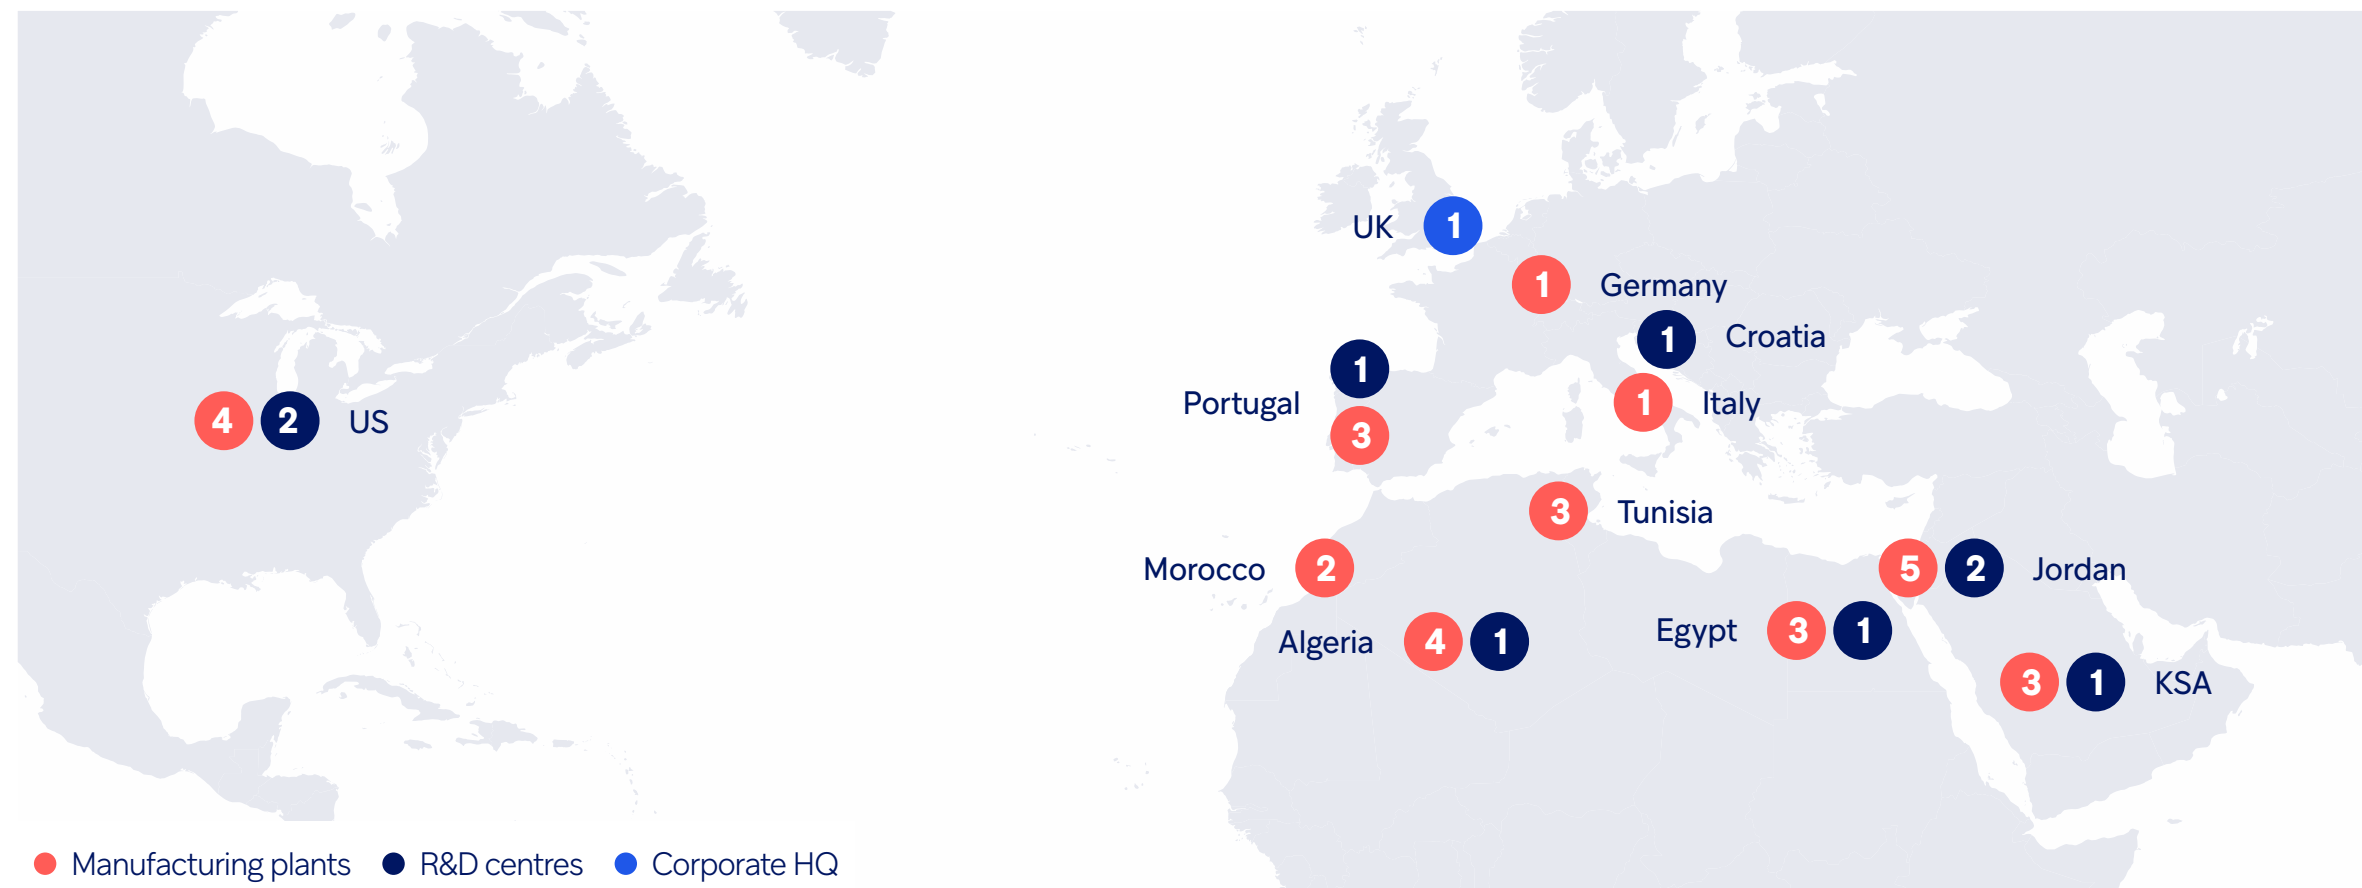 UK 1
1 Germany
1 Croatia
1
Portugal
3
1 Italy
4 2 US
3 Tunisia
Morocco 2
5 2 Jordan
Algeria 4 1
Egypt 3 1
3 1 KSA
Manufacturing plants R&D centres Corporate HQ